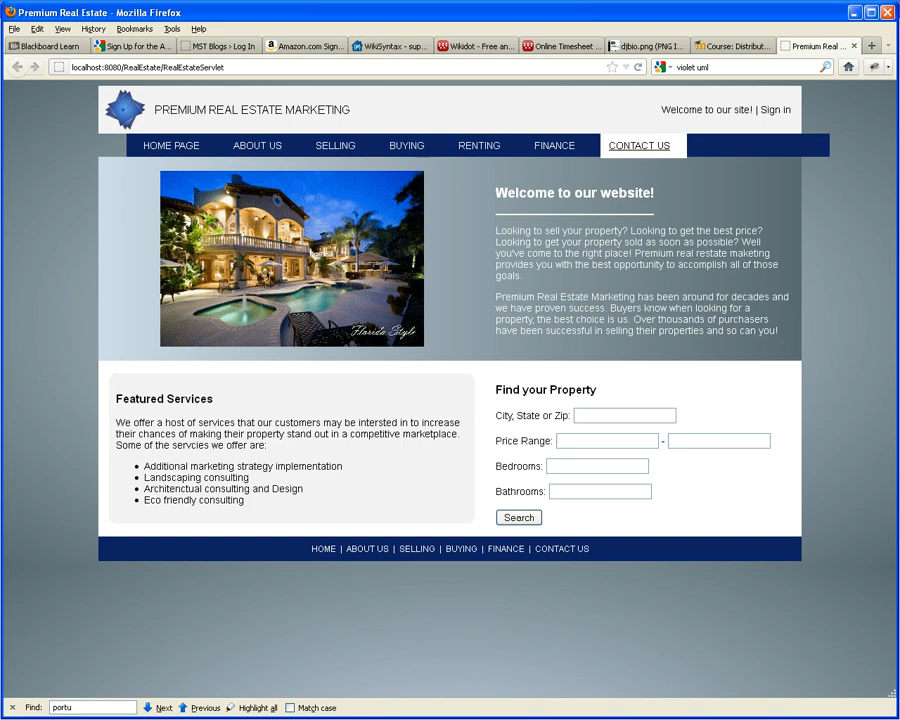 Premium Real Estate - Mozilla Firefox
File Edit View History Bookmarks Tools Help
Blackboard Learn Sign Up for the A... MST Blogs › Log In Amazon.com Sign... WikiSyntax - sup... Wikidot - Free an... Online Timesheet ... djbio.png (PNG I... Course: Distribut... Premium Real ...
localhost:8080/RealEstate/RealEstateServlet violet uml
PREMIUM REAL ESTATE MARKETING Welcome to our site! | Sign in
HOME PAGE ABOUT US SELLING BUYING RENTING FINANCE CONTACT US
Florida Style
Welcome to our website!
Looking to sell your property? Looking to get the best price?
Looking to get your property sold as soon as possible? Well
you've come to the right place! Premium real restate maketing
provides you with the best opportunity to accomplish all of those
goals.
Premium Real Estate Marketing has been around for decades and
we have proven success. Buyers know when looking for a
property, the best choice is us. Over thousands of purchasers
have been successful in selling their properties and so can you!
Featured Services
We offer a host of services that our customers may be intersted in to increase
their chances of making their property stand out in a competitive marketplace.
Some of the servcies we offer are:
Additional marketing strategy implementation
Landscaping consulting
Architenctual consulting and Design
Eco friendly consulting
Find your Property
City, State or Zip:
Price Range: -
Bedrooms:
Bathrooms:
Search
HOME | ABOUT US | SELLING | BUYING | FINANCE | CONTACT US
Find: portu Next Previous Highlight all Match case